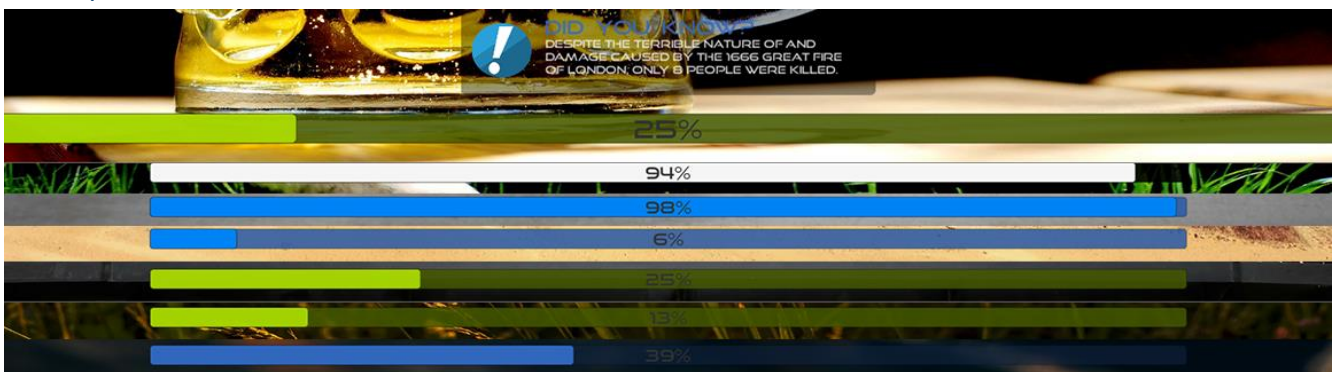 DID YOU KNOW?
DESPITE THE TERRIBLE NATURE OF AND
DAMAGE CAUSED BY THE 1666 GREAT FIRE
OF LONDON, ONLY 8 PEOPLE WERE KILLED.
25%
94%
98%
6%
25%
13%
39%